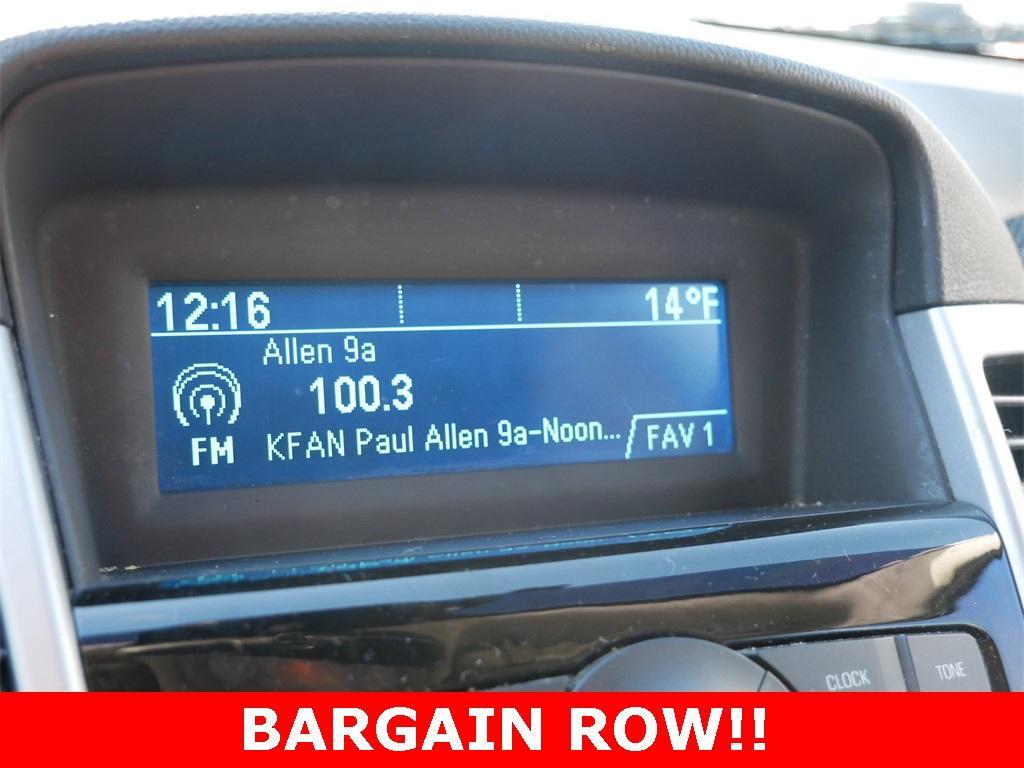 12:16 14°F
Allen 9a
100.3
FM KFAN Paul Allen 9a-Noon... FAV 1
CLOCK TONE
BARGAIN ROW!!